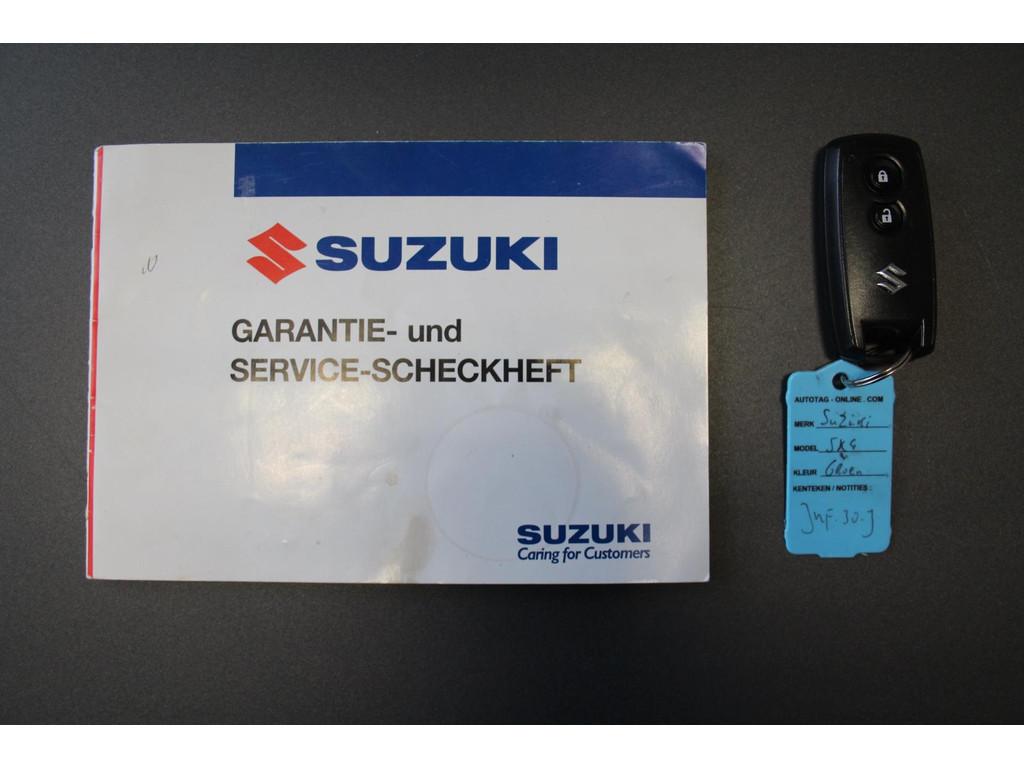 SUZUKI
GARANTIE- und
SERVICE-SCHECKHEFT
SUZUKI
Caring for Customers
AUTOTAG - ONLINE . COM
MERK Suzuki
MODEL SX4
KLEUR Groen
KENTEKEN / NOTITIES :